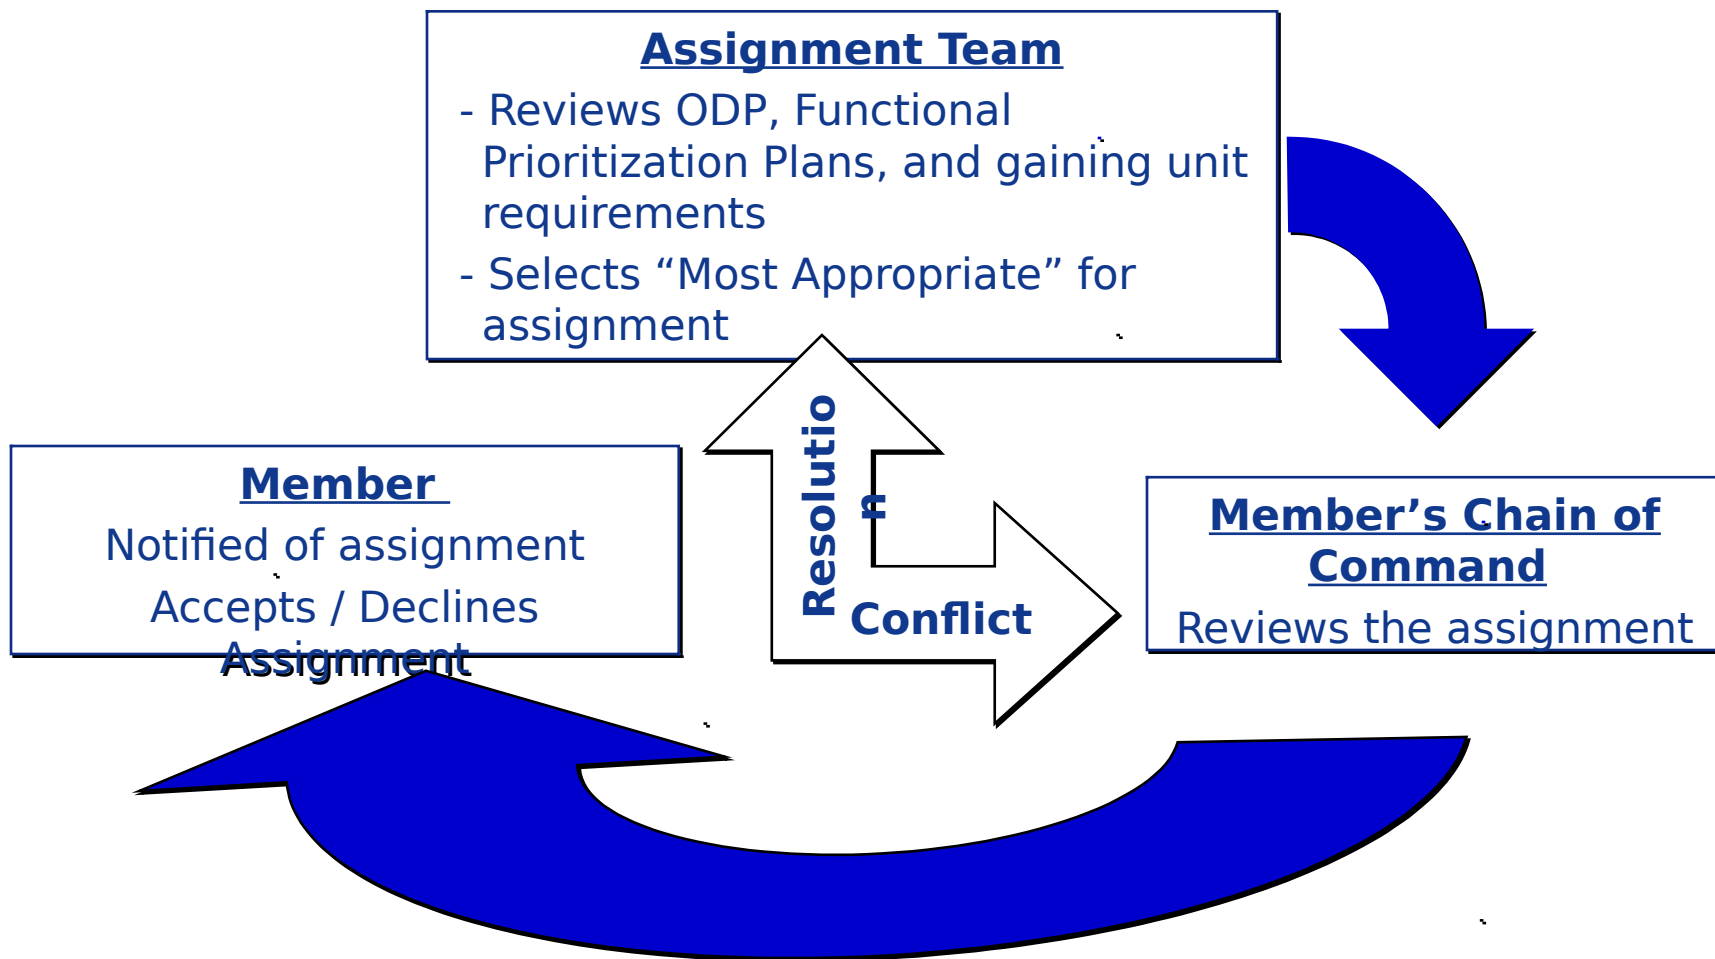 Assignment Team
- Reviews ODP, Functional
Prioritization Plans, and gaining unit
requirements
- Selects “Most Appropriate” for
assignment
Resolutio
n
Conflict
Member
Notified of assignment
Accepts / Declines
Assignment
Member’s Chain of
Command
Reviews the assignment